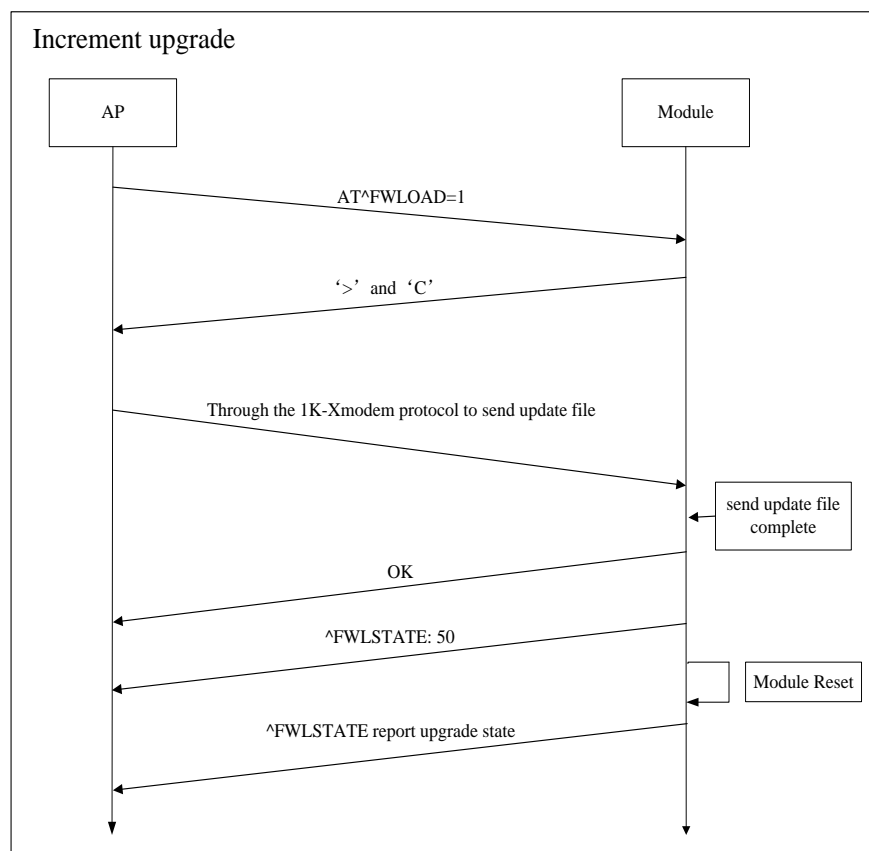 Increment upgrade
AP
Module
AT^FWLOAD=1
‘>’ and ‘C’
Through the 1K-Xmodem protocol to send update file
send update file
complete
OK
^FWLSTATE: 50
Module Reset
^FWLSTATE report upgrade state